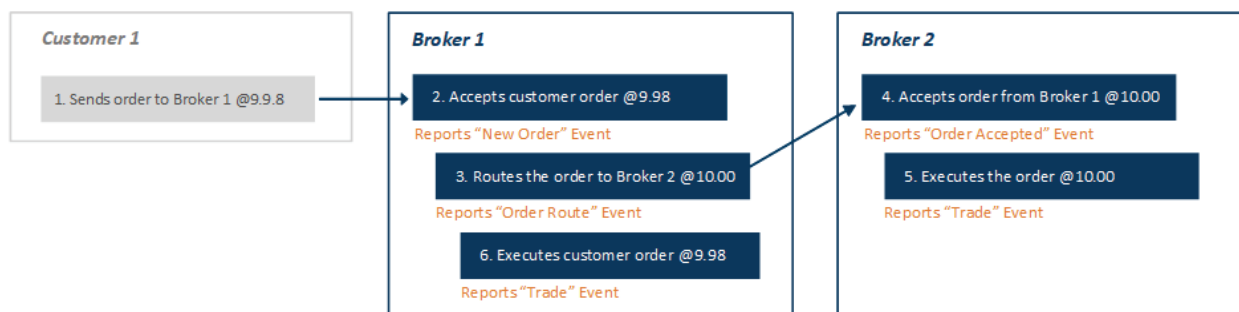 Customer 1
1. Sends order to Broker 1 @9.9.8
Broker 1
2. Accepts customer order @9.98
Reports “New Order” Event
3. Routes the order to Broker 2 @10.00
Reports “Order Route” Event
6. Executes customer order @9.98
Reports “Trade” Event
Broker 2
4. Accepts order from Broker 1 @10.00
Reports “Order Accepted” Event
5. Executes the order @10.00
Reports “Trade” Event